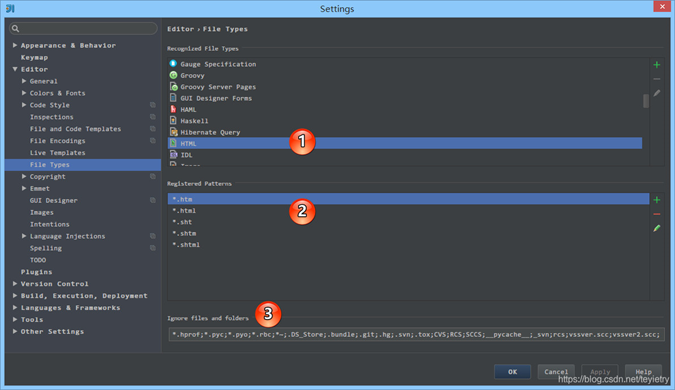 Settings
Appearance & Behavior
Keymap
Editor
General
Colors & Fonts
Code Style
Inspections
File and Code Templates
File Encodings
Live Templates
File Types
Copyright
Emmet
GUI Designer
Images
Intentions
Language Injections
Spelling
TODO
Plugins
Version Control
Build, Execution, Deployment
Languages & Frameworks
Tools
Other Settings
Editor › File Types
Recognized File Types
Gauge Specification
Groovy
Groovy Server Pages
GUI Designer Forms
HAML
Haskell
Hibernate Query
HTML
IDL
1
Registered Patterns
*.htm
*.html
*.sht
*.shtm
*.shtml
2
Ignore files and folders
3
*.hprof;*.pyc;*.pyo;*.rbc;*~;.DS_Store;.bundle;.git;.hg;.svn;.tox;CVS;RCS;SCCS;__pycache__;_svn;rcs;vssver.scc;vssver2.scc;
OK
Cancel
Apply
Help
https://blog.csdn.net/teyietry